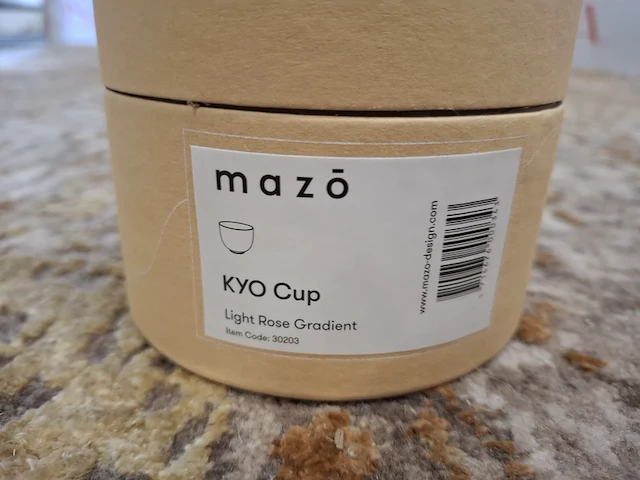 mazō
KYO Cup
Light Rose Gradient
Item Code: 30203
www.mazo-design.com